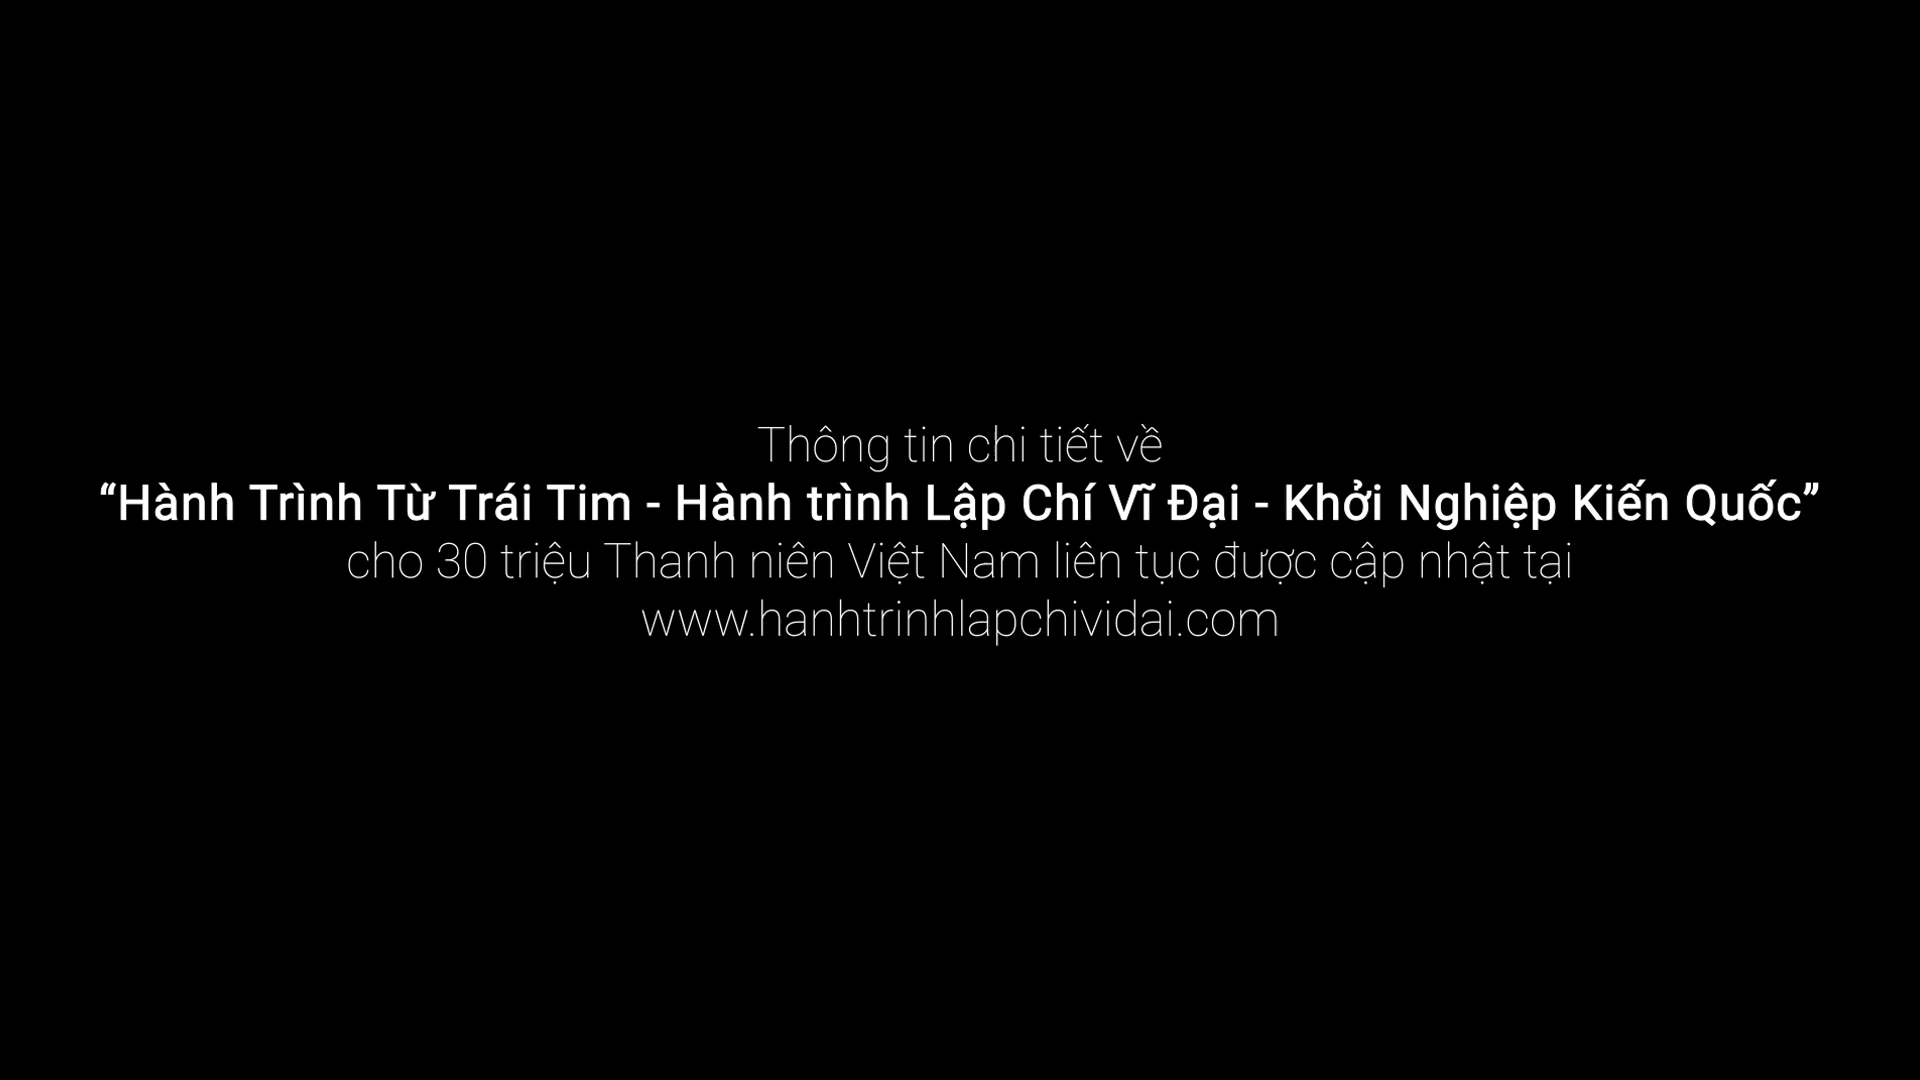 Thông tin chi tiết về
“Hành Trình Từ Trái Tim - Hành trình Lập Chí Vĩ Đại - Khởi Nghiệp Kiến Quốc”
cho 30 triệu Thanh niên Việt Nam liên tục được cập nhật tại
www.hanhtrinhlapchividai.com